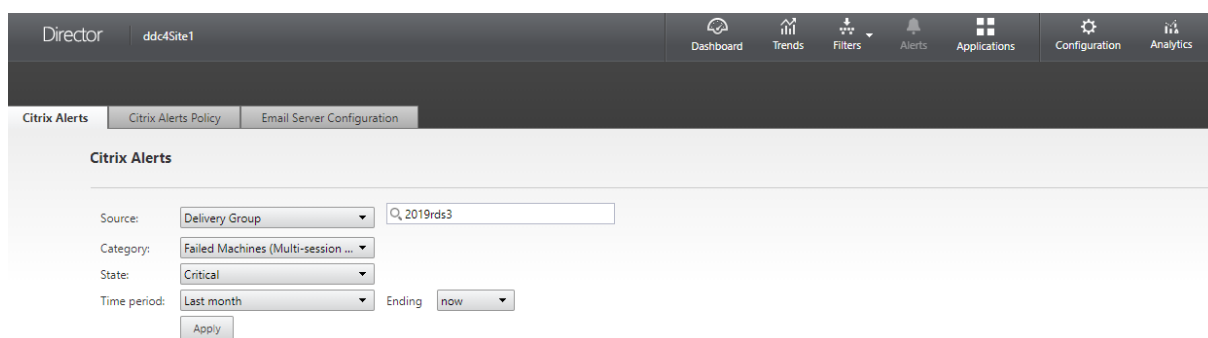 Director ddc4Site1 Dashboard Trends Filters Alerts Applications Configuration Analytics
Citrix Alerts Citrix Alerts Policy Email Server Configuration
Citrix Alerts
Source: Delivery Group 2019rds3
Category: Failed Machines (Multi-session ...
State: Critical
Time period: Last month Ending now
Apply